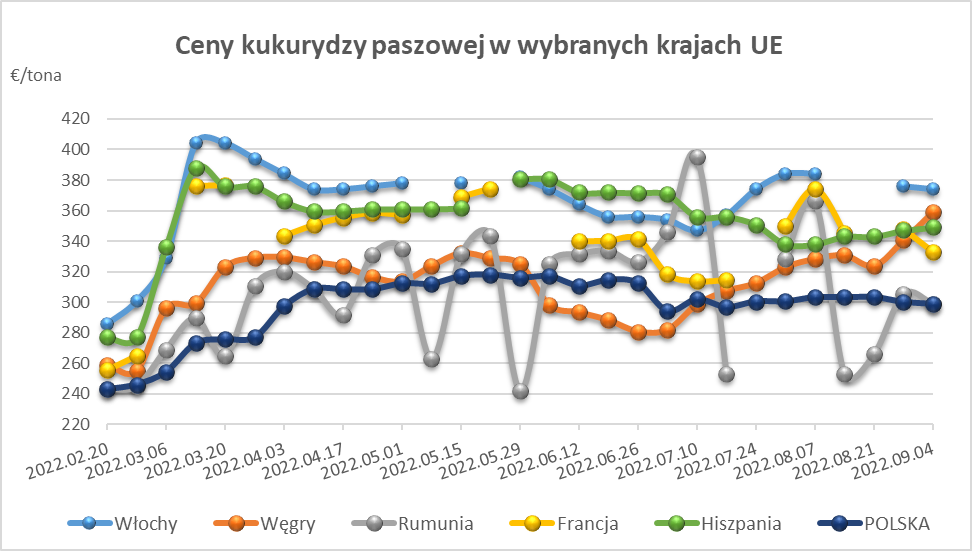 Ceny kukurydzy paszowej w wybranych krajach UE
€/tona
420
400
380
360
340
320
300
280
260
240
220
2022.02.20 2022.03.06 2022.03.20 2022.04.03 2022.04.17 2022.05.01 2022.05.15 2022.05.29 2022.06.12 2022.06.26 2022.07.10 2022.07.24 2022.08.07 2022.08.21 2022.09.04
Włochy Węgry Rumunia Francja Hiszpania POLSKA